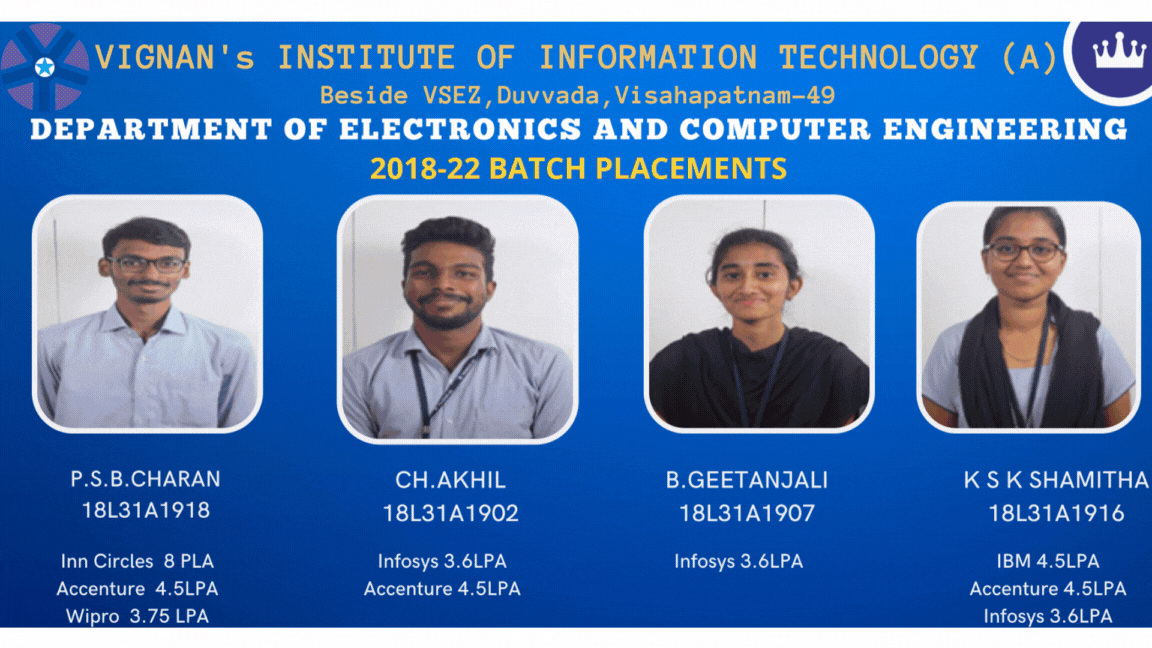 VIGNAN's INSTITUTE OF INFORMATION TECHNOLOGY (A)
Beside VSEZ,Duvvada,Visahapatnam-49
DEPARTMENT OF ELECTRONICS AND COMPUTER ENGINEERING
2018-22 BATCH PLACEMENTS
P.S.B.CHARAN
18L31A1918
Inn Circles 8 PLA
Accenture 4.5LPA
Wipro 3.75 LPA
CH.AKHIL
18L31A1902
Infosys 3.6LPA
Accenture 4.5LPA
B.GEETANJALI
18L31A1907
Infosys 3.6LPA
K S K SHAMITHA
18L31A1916
IBM 4.5LPA
Accenture 4.5LPA
Infosys 3.6LPA